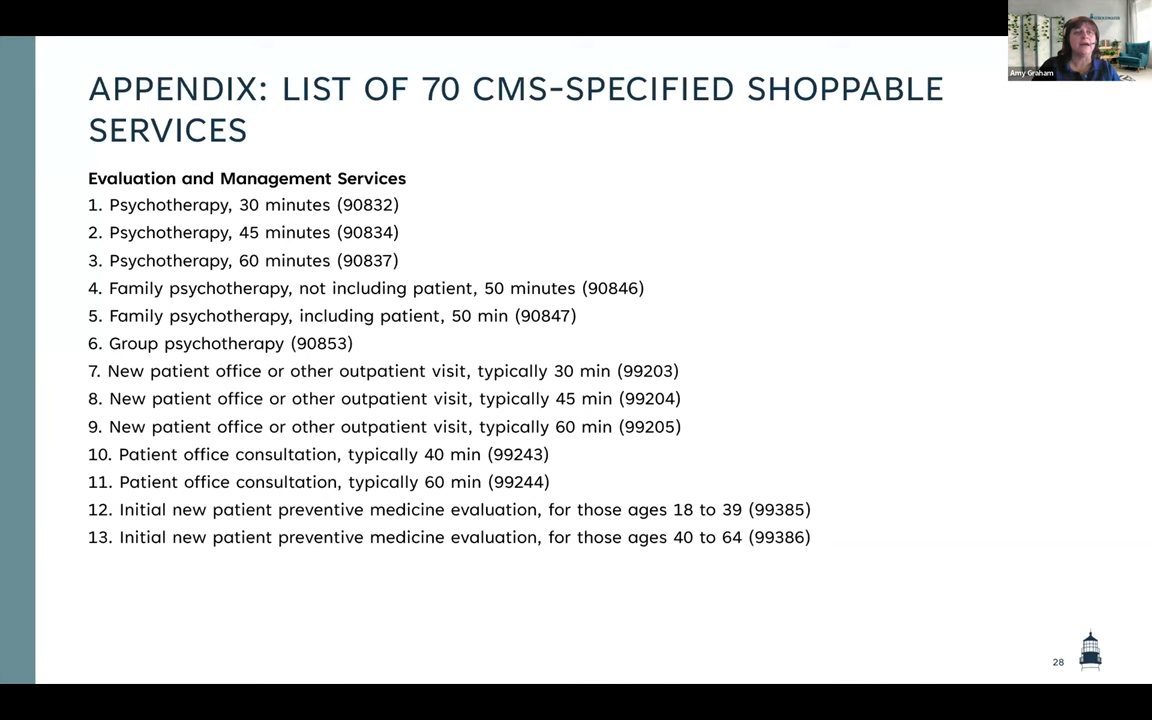 APPENDIX: LIST OF 70 CMS-SPECIFIED SHOPPABLE
SERVICES
Evaluation and Management Services
1. Psychotherapy, 30 minutes (90832)
2. Psychotherapy, 45 minutes (90834)
3. Psychotherapy, 60 minutes (90837)
4. Family psychotherapy, not including patient, 50 minutes (90846)
5. Family psychotherapy, including patient, 50 min (90847)
6. Group psychotherapy (90853)
7. New patient office or other outpatient visit, typically 30 min (99203)
8. New patient office or other outpatient visit, typically 45 min (99204)
9. New patient office or other outpatient visit, typically 60 min (99205)
10. Patient office consultation, typically 40 min (99243)
11. Patient office consultation, typically 60 min (99244)
12. Initial new patient preventive medicine evaluation, for those ages 18 to 39 (99385)
13. Initial new patient preventive medicine evaluation, for those ages 40 to 64 (99386)
28
Amy Graham